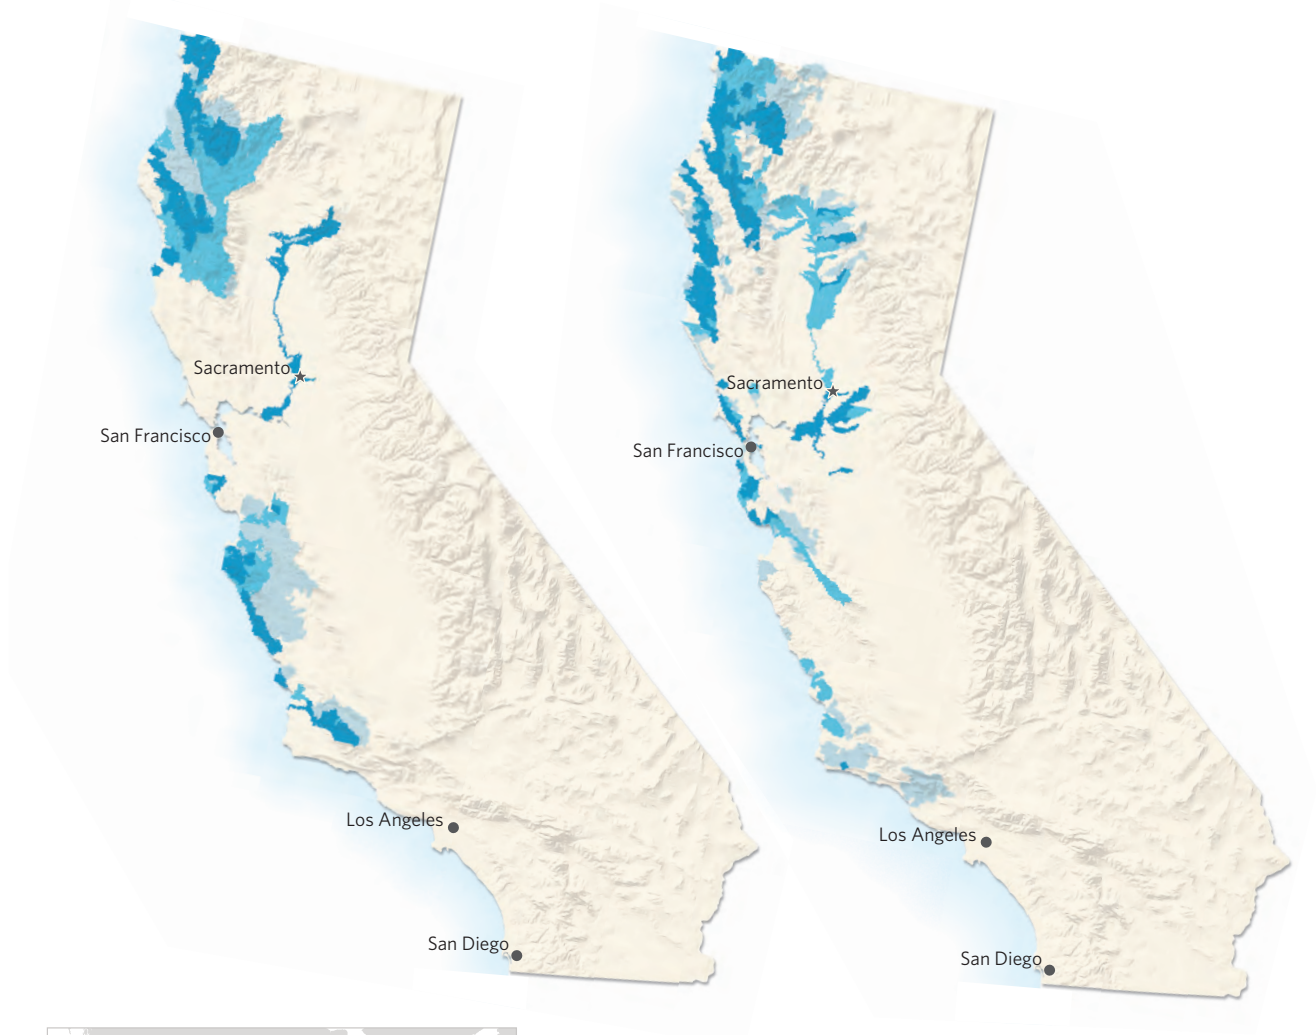 Sacramento
San Francisco
Los Angeles
San Diego
Sacramento
San Francisco
Los Angeles
San Diego